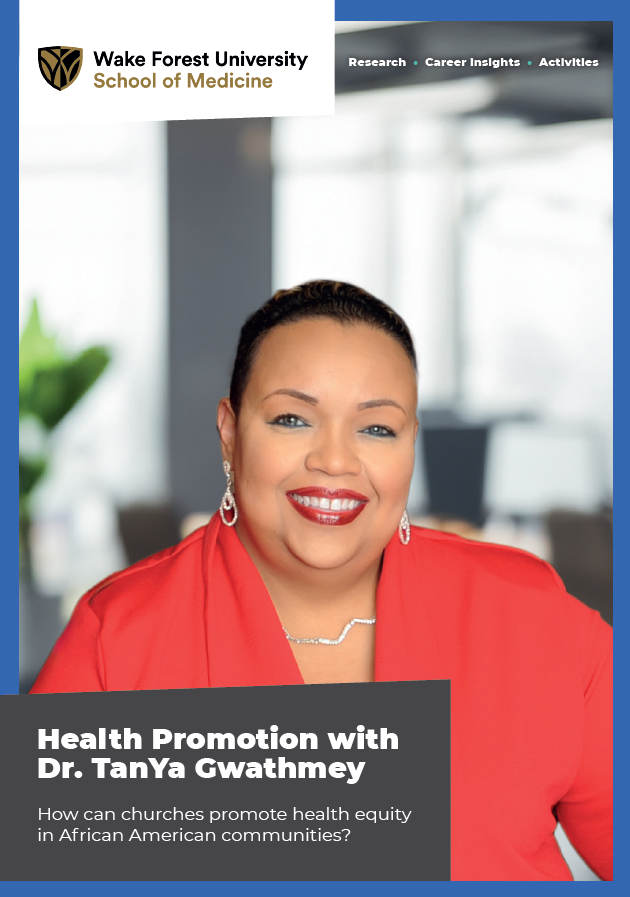 Wake Forest University
School of Medicine
Research • Career Insights • Activities
Health Promotion with
Dr. TanYa Gwathmey
How can churches promote health equity
in African American communities?